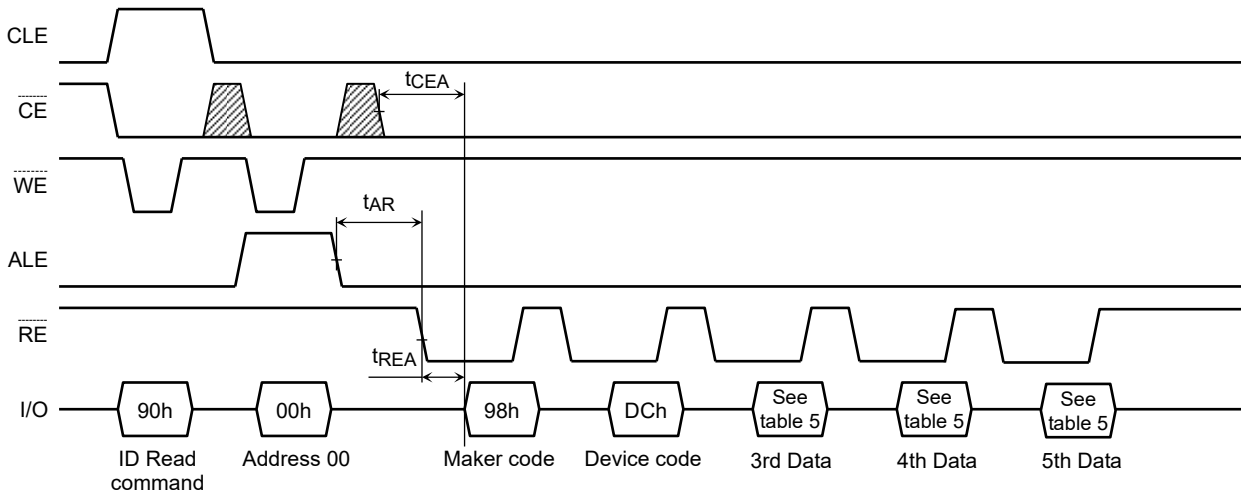 CLE
tCEA
CE
WE
tAR
ALE
RE
tREA
I/O
90h
00h
98h
DCh
See
table 5
See
table 5
See
table 5
ID Read
command
Address 00
Maker code
Device code
3rd Data
4th Data
5th Data